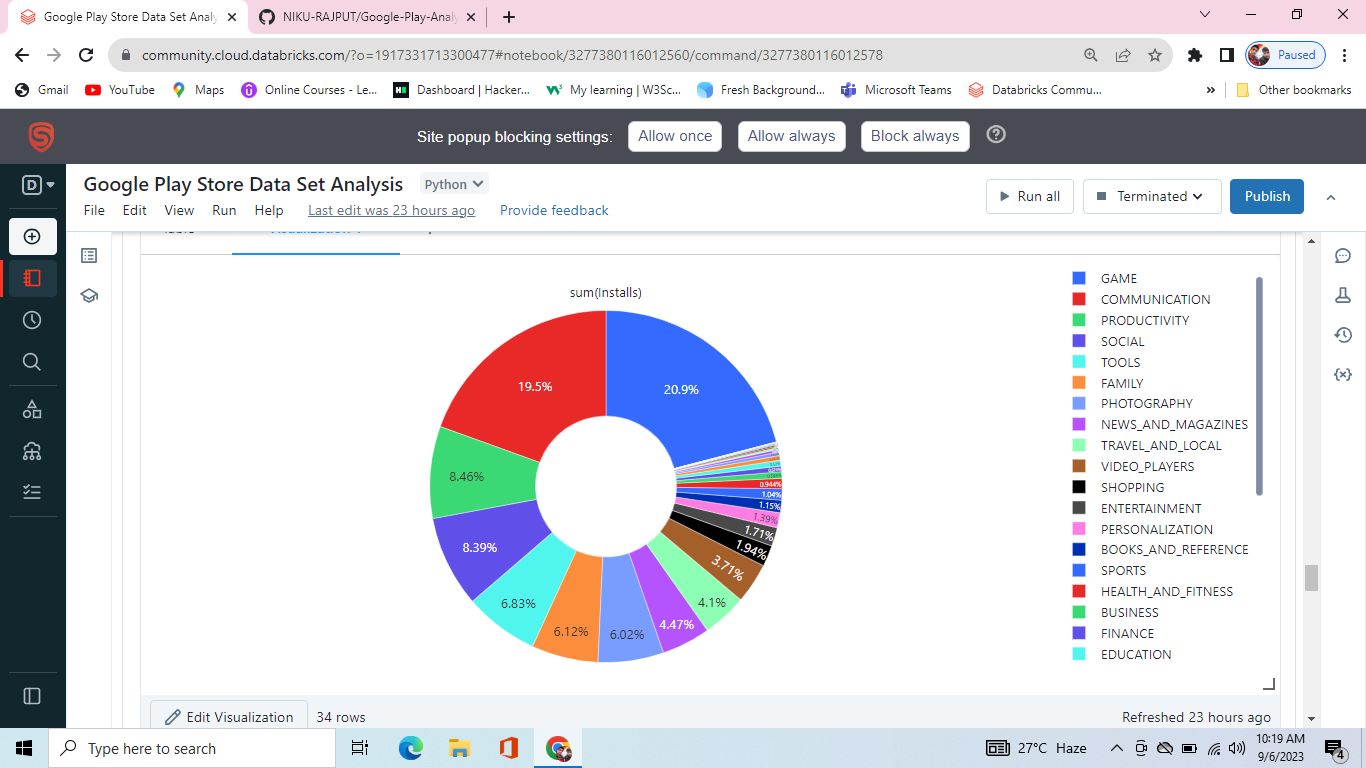 Google Play Store Data Set Analy
NIKU-RAJPUT/Google-Play-Analy
community.cloud.databricks.com/?o=1917331713300477#notebook/3277380116012560/command/3277380116012578
Paused
Gmail YouTube Maps Online Courses - Le... Dashboard | Hacker... My learning | W3Sc... Fresh Background... Microsoft Teams Databricks Commu... » Other bookmarks
Site popup blocking settings: Allow once Allow always Block always
D Google Play Store Data Set Analysis Python
Run all Terminated Publish
File Edit View Run Help Last edit was 23 hours ago Provide feedback
sum(Installs)
20.9%
19.5%
8.46%
8.39%
6.83%
6.12%
6.02%
4.47%
4.1%
3.71%
1.94%
1.71%
1.39%
1.15%
1.04%
0.944%
GAME
COMMUNICATION
PRODUCTIVITY
SOCIAL
TOOLS
FAMILY
PHOTOGRAPHY
NEWS_AND_MAGAZINES
TRAVEL_AND_LOCAL
VIDEO_PLAYERS
SHOPPING
ENTERTAINMENT
PERSONALIZATION
BOOKS_AND_REFERENCE
SPORTS
HEALTH_AND_FITNESS
BUSINESS
FINANCE
EDUCATION
Edit Visualization 34 rows Refreshed 23 hours ago
Type here to search
27°C Haze
10:19 AM
9/6/2023
4